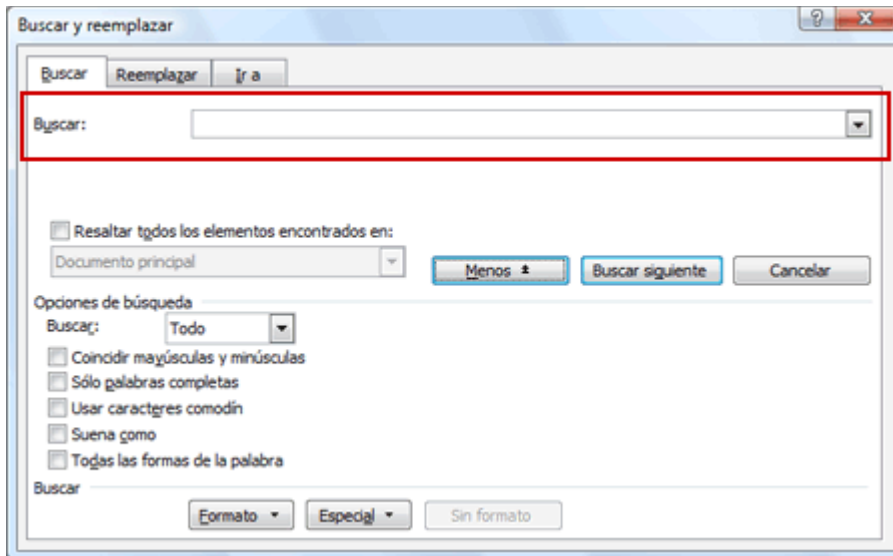 Buscar y reemplazar
Buscar Reemplazar Ir a
Buscar:
Resaltar todos los elementos encontrados en:
Documento principal Menos Buscar siguiente Cancelar
Opciones de búsqueda
Buscar: Todo
Coincidir mayúsculas y minúsculas
Sólo palabras completas
Usar caracteres comodín
Suena como
Todas las formas de la palabra
Buscar
Formato Especial Sin formato